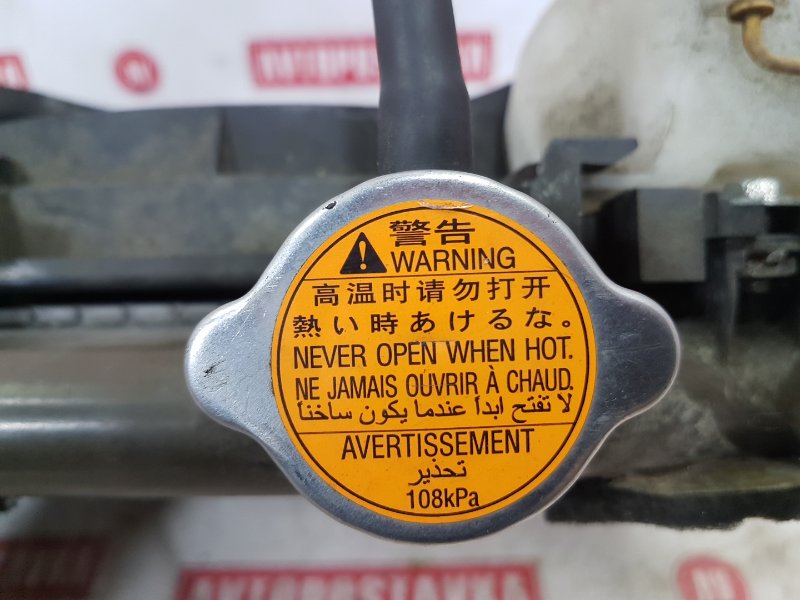 АВТОРАЗБОРКА
警告
WARNING
高温时请勿打开
熱い時あけるな。
NEVER OPEN WHEN HOT.
NE JAMAIS OUVRIR À CHAUD.
لا تفتح ابداً عندما يكون ساخناً
AVERTISSEMENT
تحذير
108kPa